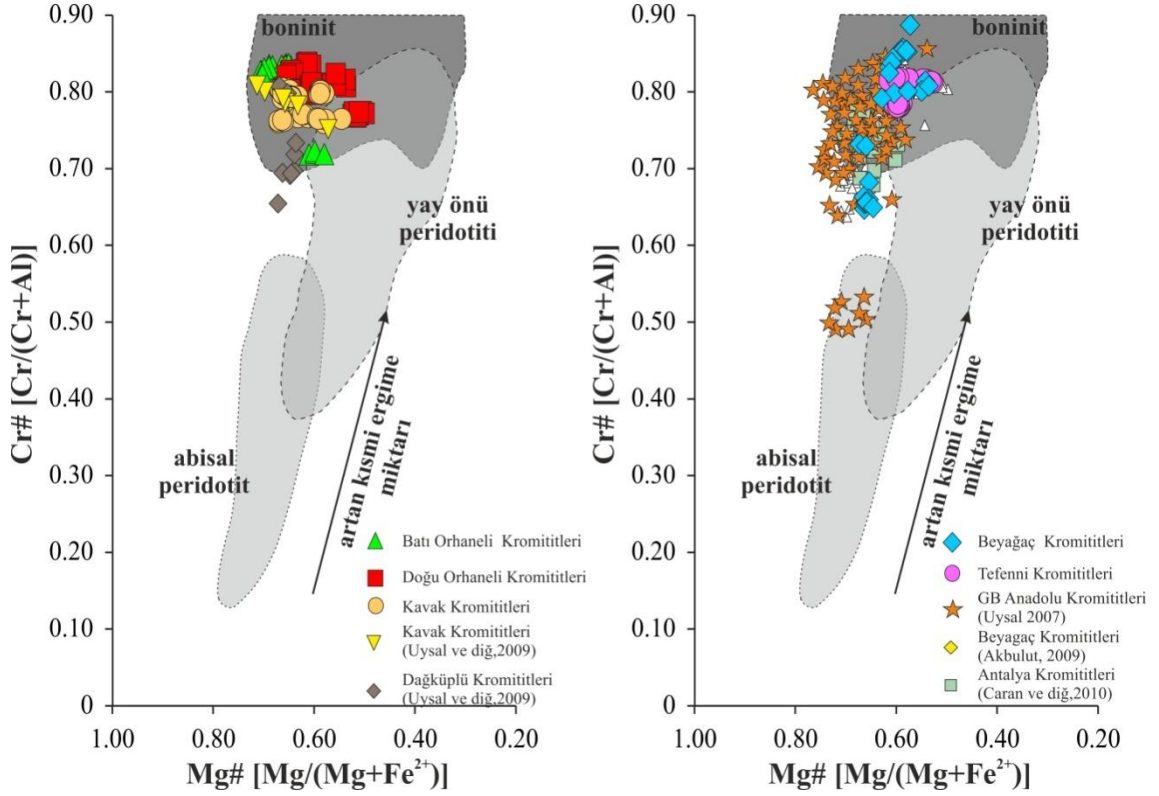 0.90
0.80
0.70
0.60
0.50
0.40
0.30
0.20
0.10
0
Cr# [Cr/(Cr+Al)]
boninit
yay önü
peridotiti
abisal
peridotit
artan kısmi ergime
miktarı
Batı Orhaneli Kromititleri
Doğu Orhaneli Kromititleri
Kavak Kromititleri
Kavak Kromititleri
(Uysal ve diğ,2009)
Dağküplü Kromititleri
(Uysal ve diğ,2009)
1.00 0.80 0.60 0.40 0.20
Mg# [Mg/(Mg+Fe²⁺)]
0.90
0.80
0.70
0.60
0.50
0.40
0.30
0.20
0.10
0
Cr# [Cr/(Cr+Al)]
boninit
yay önü
peridotiti
abisal
peridotit
artan kısmi ergime
miktarı
Beyağaç Kromititleri
Tefenni Kromititleri
GB Anadolu Kromititleri
(Uysal 2007)
Beyagaç Kromititleri
(Akbulut, 2009)
Antalya Kromititleri
(Caran ve diğ,2010)
1.00 0.80 0.60 0.40 0.20
Mg# [Mg/(Mg+Fe²⁺)]